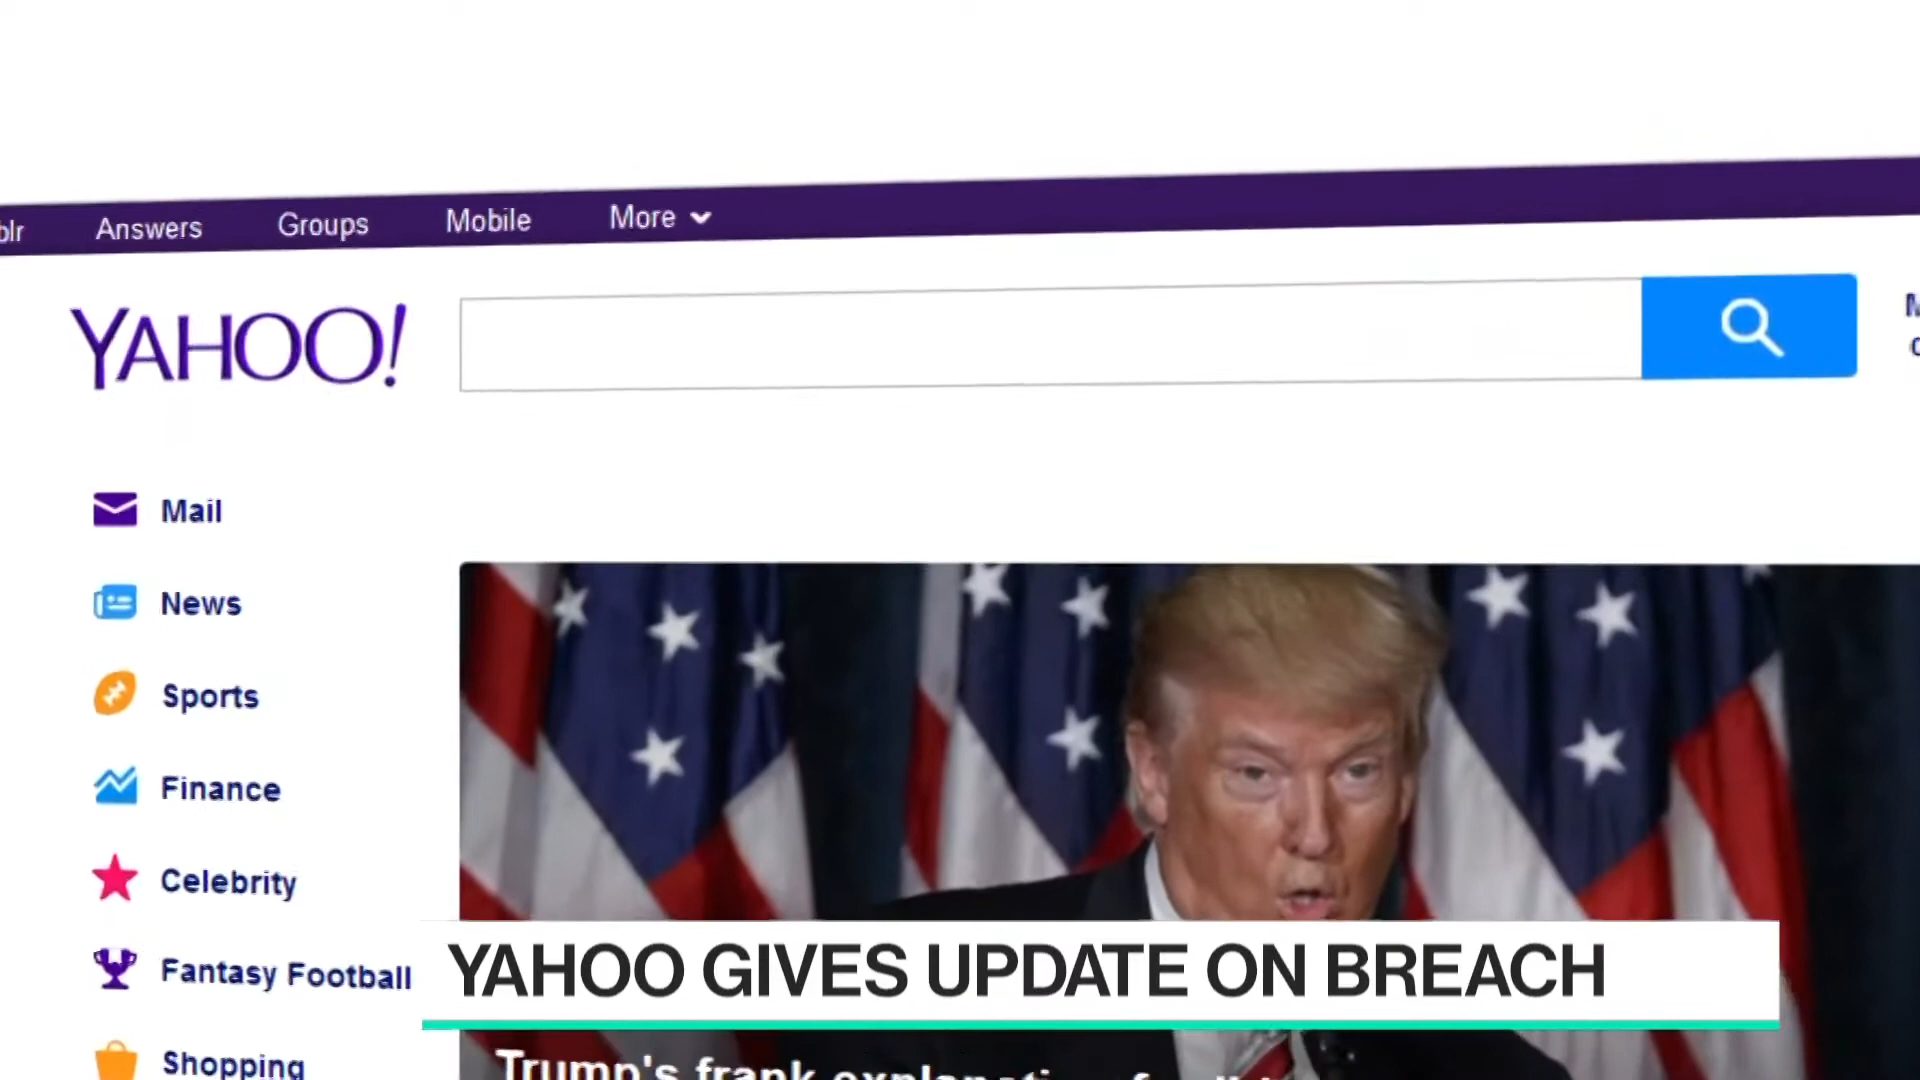 Answers Groups Mobile More
YAHOO!
Mail
News
Sports
Finance
Celebrity
Fantasy Football
Shopping
YAHOO GIVES UPDATE ON BREACH
Trump's frank